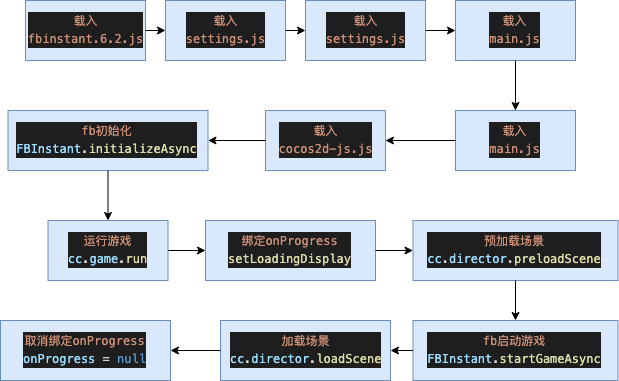 载入
fbinstant.6.2.js
载入
settings.js
载入
settings.js
载入
main.js
fb初始化
FBInstant.initializeAsync
载入
cocos2d-js.js
载入
main.js
运行游戏
cc.game.run
绑定onProgress
setLoadingDisplay
预加载场景
cc.director.preloadScene
取消绑定onProgress
onProgress = null
加载场景
cc.director.loadScene
fb启动游戏
FBInstant.startGameAsync